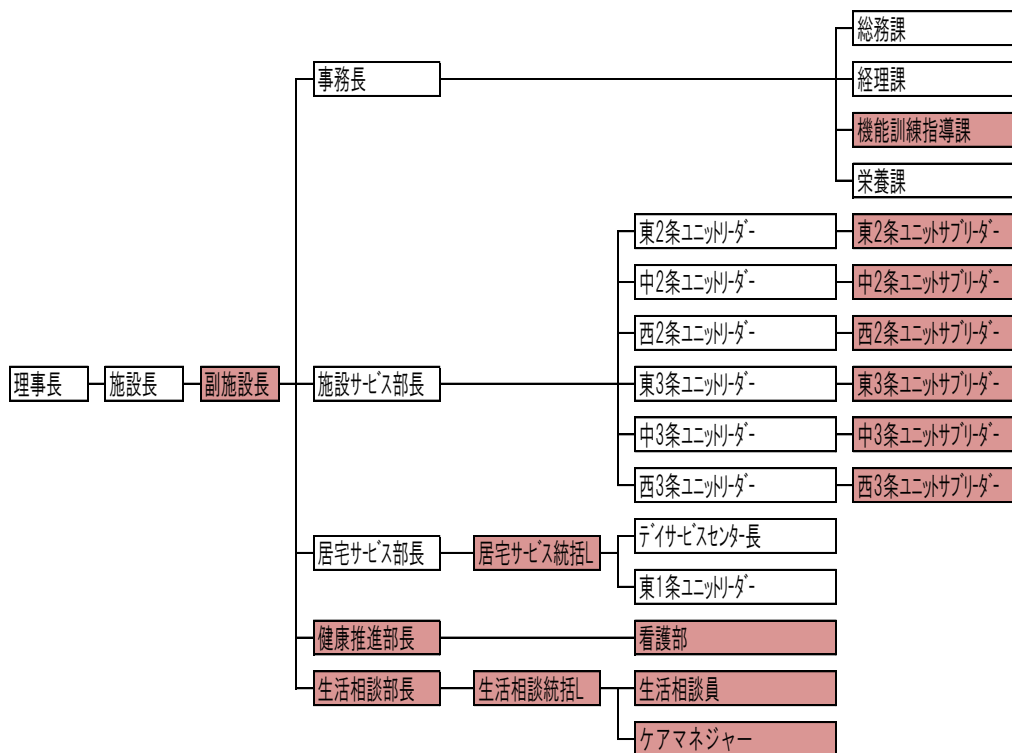 総務課
事務長
経理課
機能訓練指導課
栄養課
東2条ユニットリーダー
東2条ユニットサブリーダー
中2条ユニットリーダー
中2条ユニットサブリーダー
西2条ユニットリーダー
西2条ユニットサブリーダー
理事長
施設長
副施設長
施設サービス部長
東3条ユニットリーダー
東3条ユニットサブリーダー
中3条ユニットリーダー
中3条ユニットサブリーダー
西3条ユニットリーダー
西3条ユニットサブリーダー
居宅サービス部長
居宅サービス統括L
デイサービスセンター長
東1条ユニットリーダー
健康推進部長
看護部
生活相談部長
生活相談統括L
生活相談員
ケアマネジャー